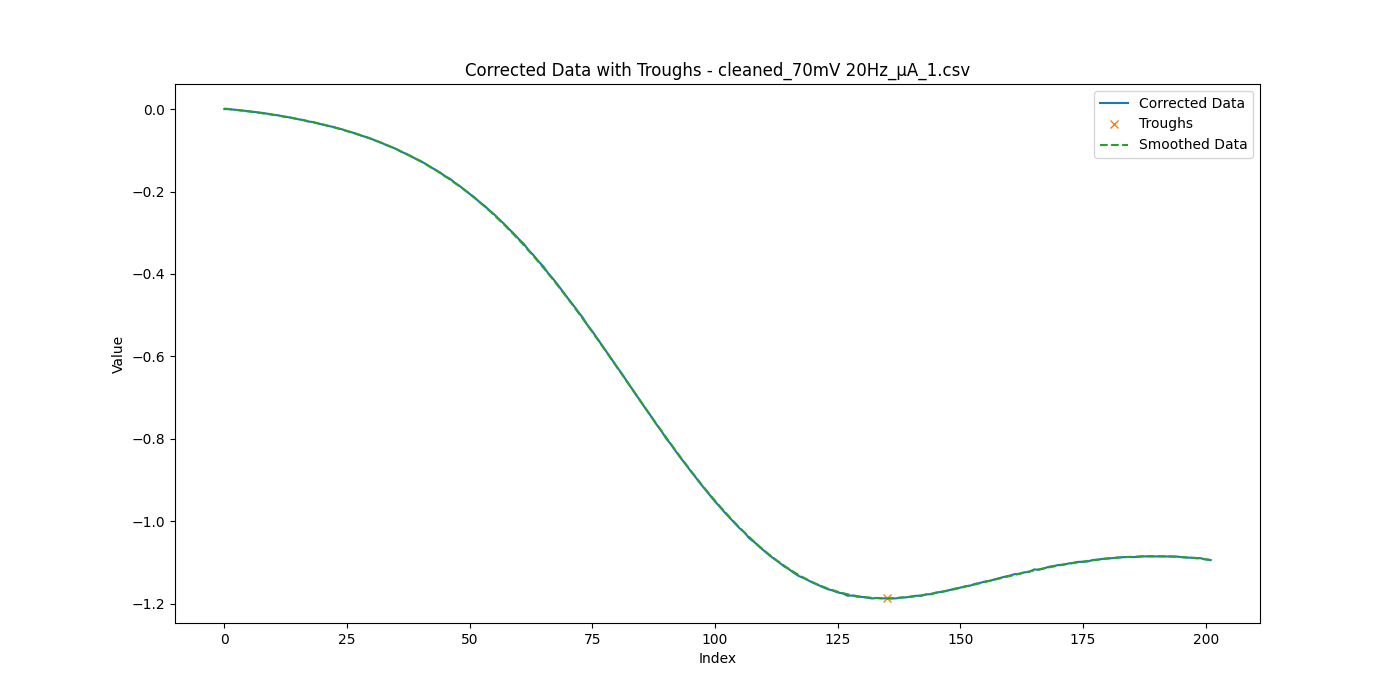 Corrected Data with Troughs - cleaned_70mV 20Hz_μA_1.csv
Corrected Data
Troughs
Smoothed Data
0.0
−0.2
−0.4
−0.6
−0.8
−1.0
−1.2
Value
0 25 50 75 100 125 150 175 200
Index